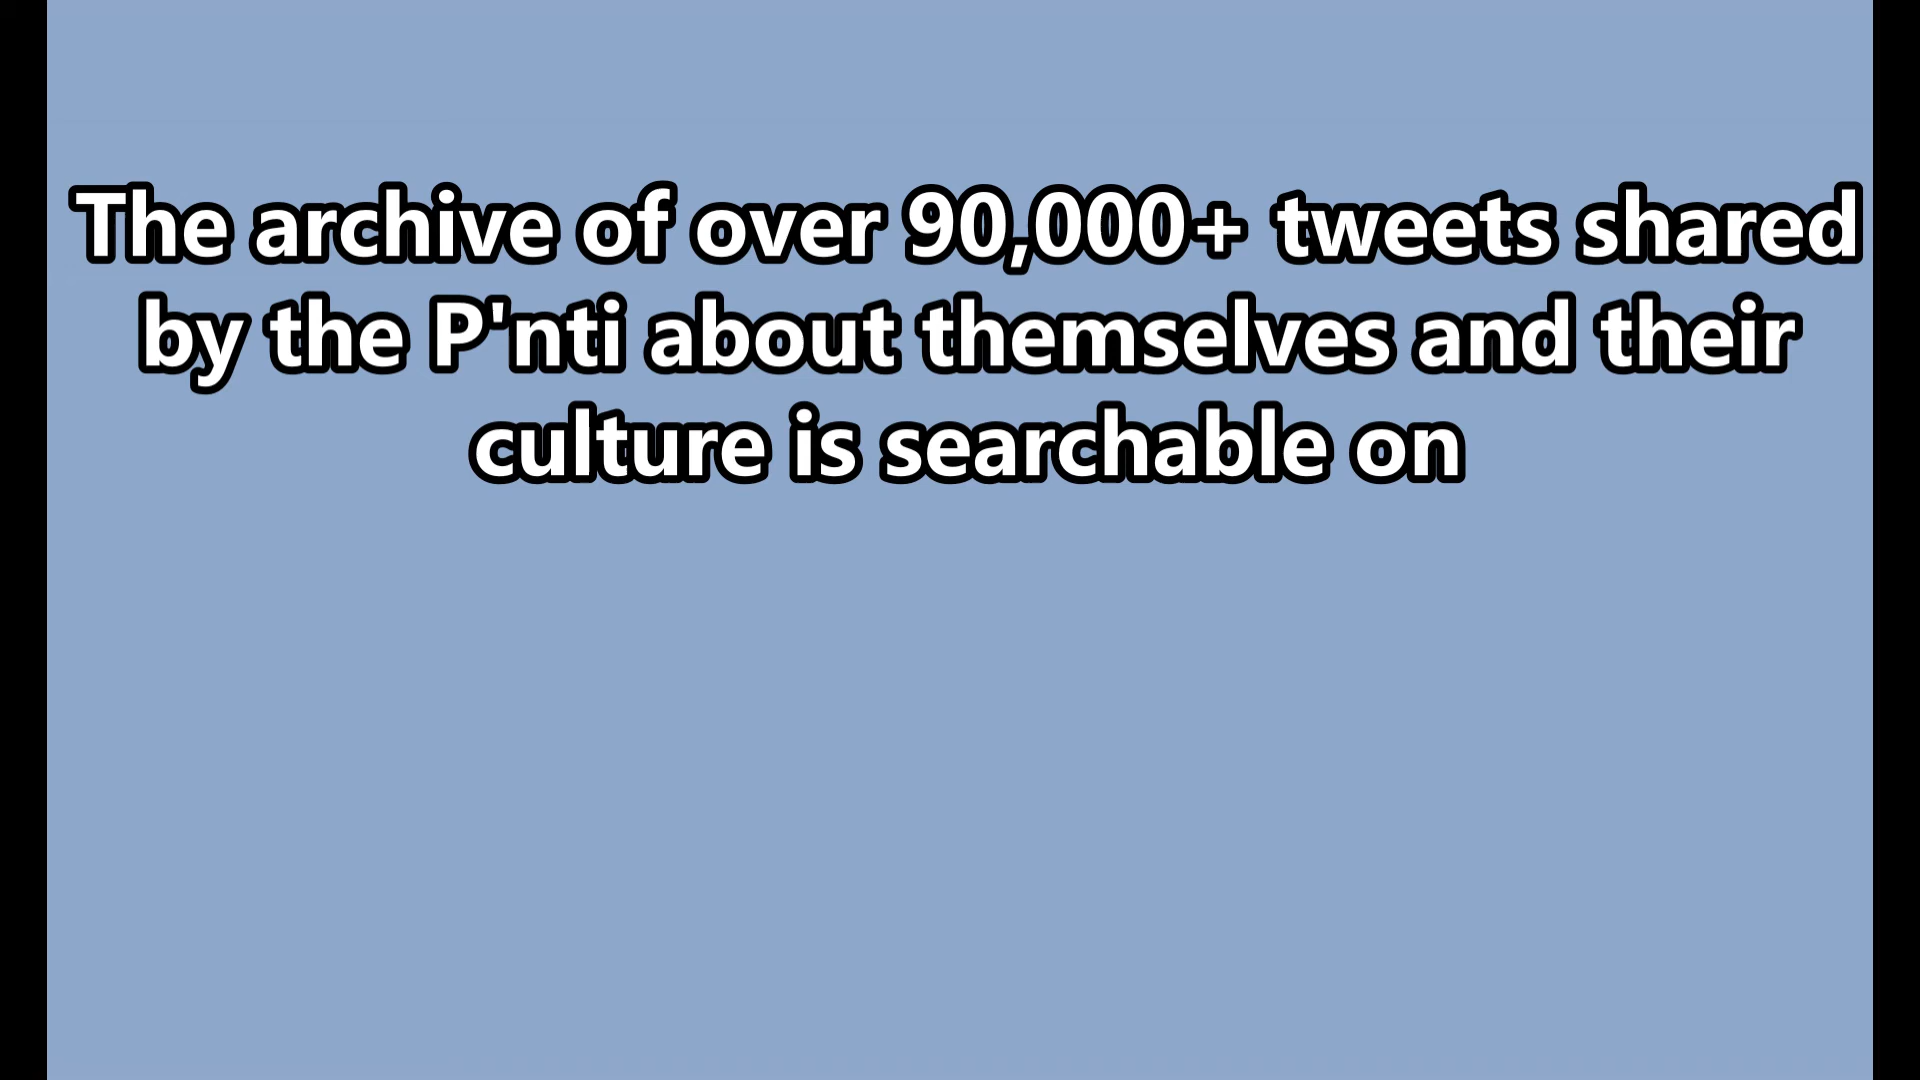 The archive of over 90,000+ tweets shared
by the P'nti about themselves and their
culture is searchable on